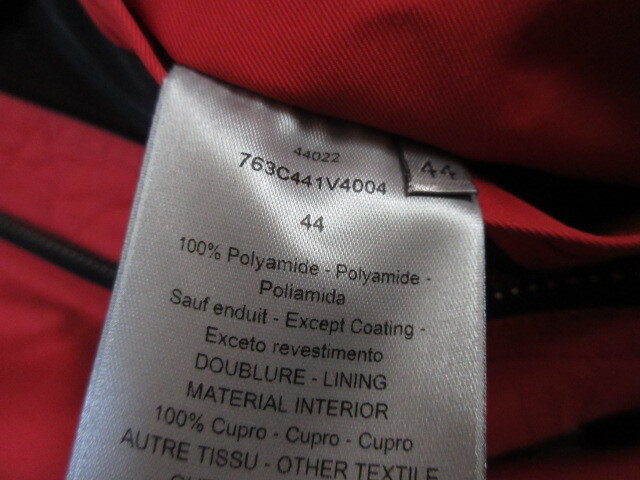 44022
763C441V4004
44
44
100% Polyamide - Polyamide -
Poliamida
Sauf enduit - Except Coating -
Exceto revestimento
DOUBLURE - LINING
MATERIAL INTERIOR
100% Cupro - Cupro - Cupro
AUTRE TISSU - OTHER TEXTILE